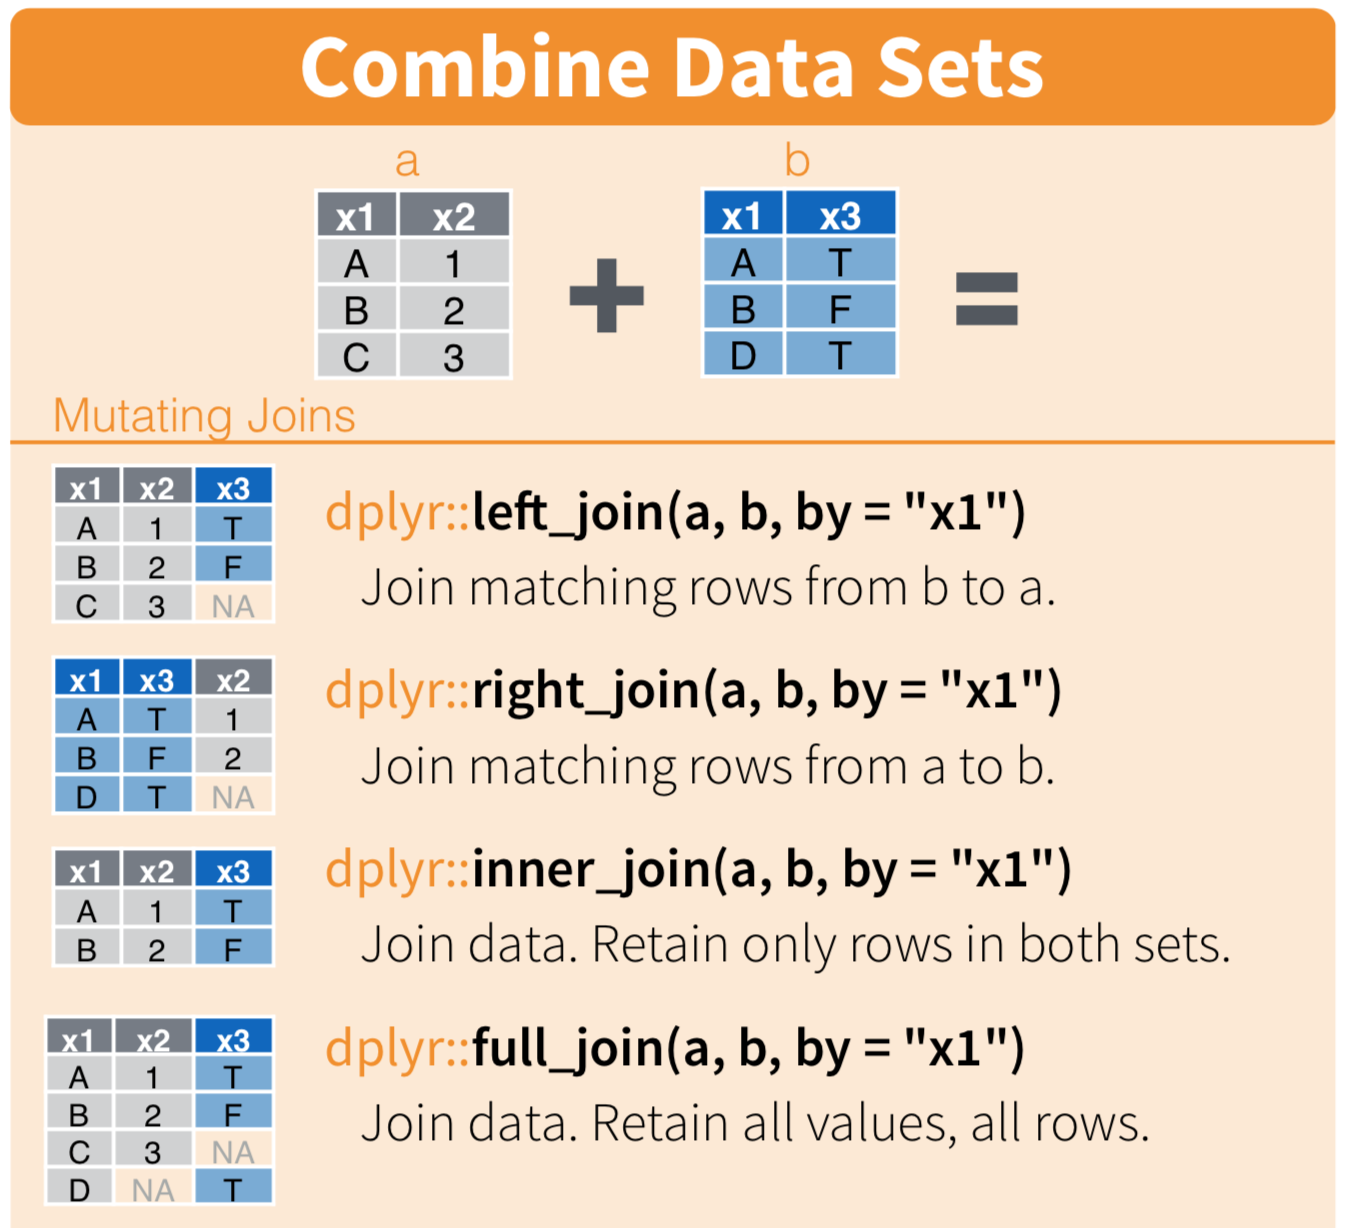 Combine Data Sets
a b
x1 x2 x1 x3
A 1 A T
+ =
B 2 B F
C 3 D T
Mutating Joins
x1 x2 x3
A 1 T
B 2 F
C 3 NA
dplyr::left_join(a, b, by = "x1")
Join matching rows from b to a.
x1 x3 x2
A T 1
B F 2
D T NA
dplyr::right_join(a, b, by = "x1")
Join matching rows from a to b.
x1 x2 x3
A 1 T
B 2 F
dplyr::inner_join(a, b, by = "x1")
Join data. Retain only rows in both sets.
x1 x2 x3
A 1 T
B 2 F
C 3 NA
D NA T
dplyr::full_join(a, b, by = "x1")
Join data. Retain all values, all rows.